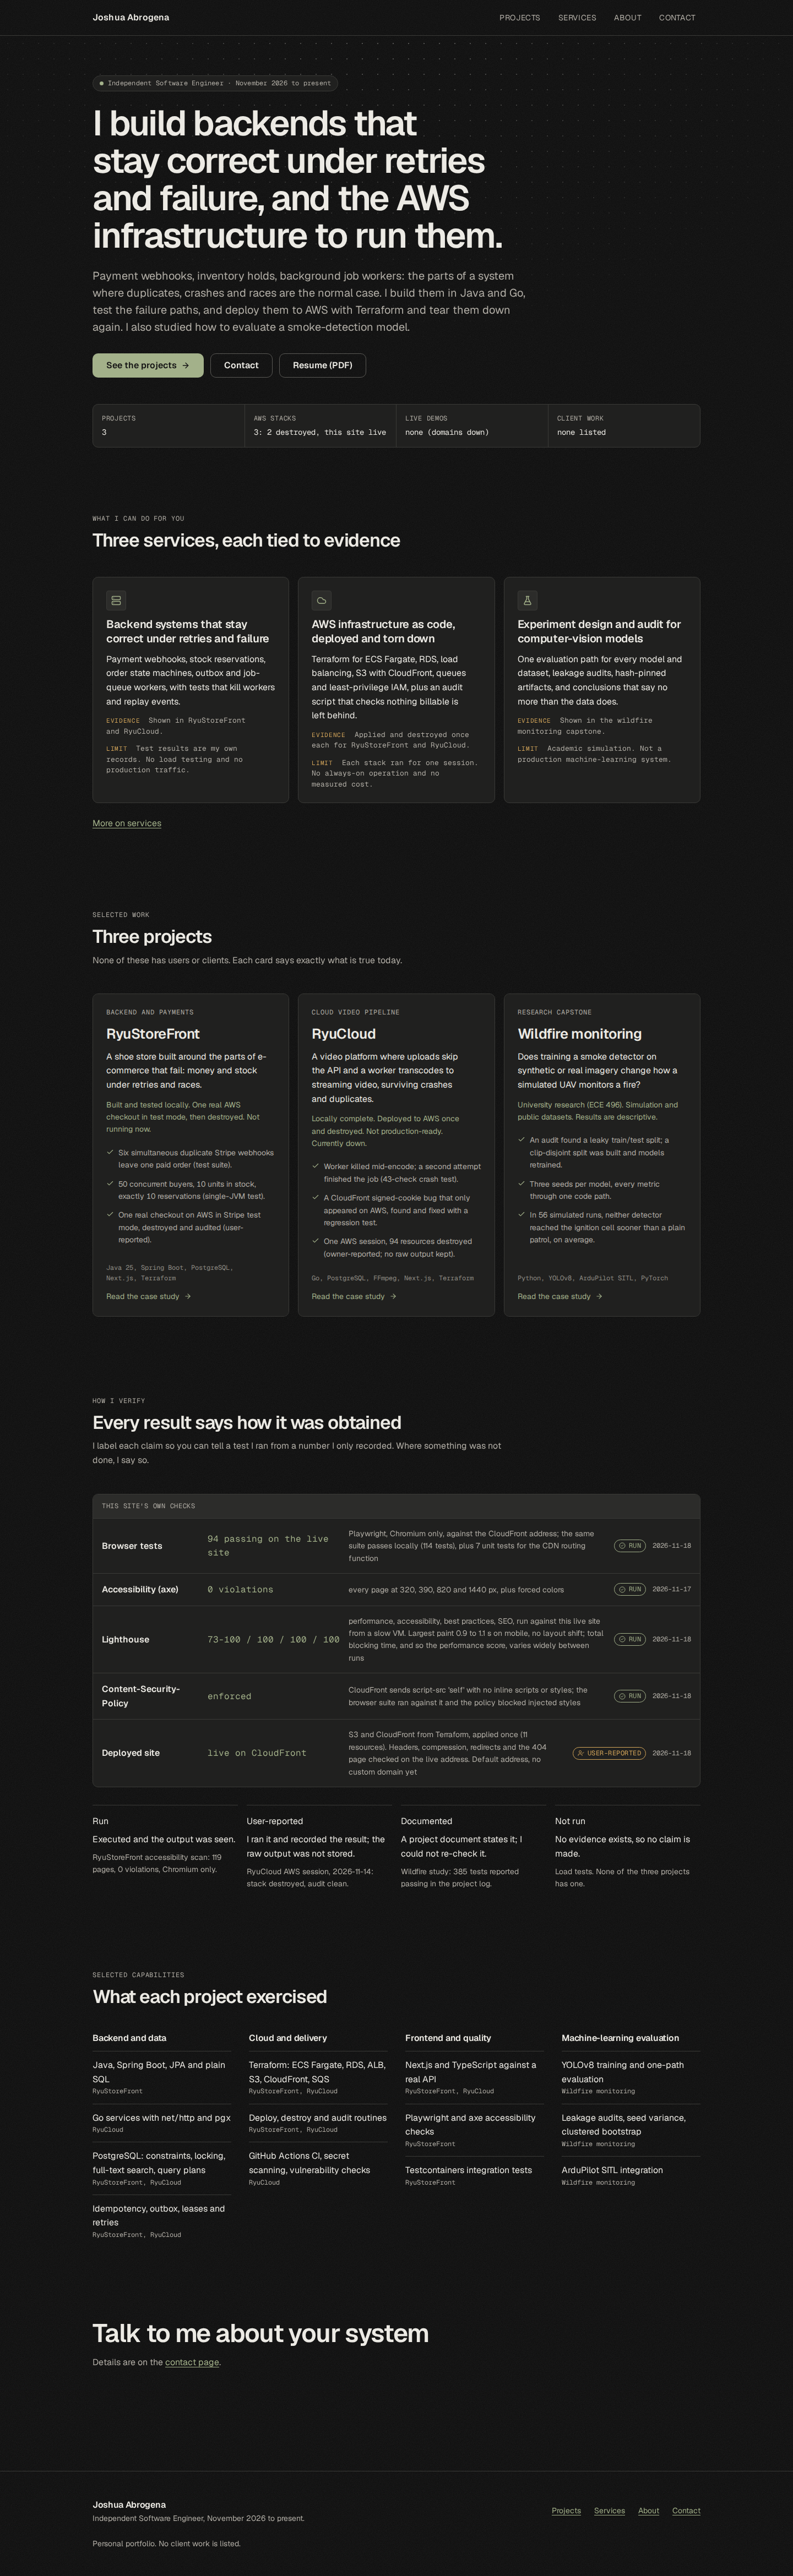 Joshua Abrogena
PROJECTS SERVICES ABOUT CONTACT
Independent Software Engineer · November 2026 to present
I build backends that
stay correct under retries
and failure, and the AWS
infrastructure to run them.
Payment webhooks, inventory holds, background job workers: the parts of a system
where duplicates, crashes and races are the normal case. I build them in Java and Go,
test the failure paths, and deploy them to AWS with Terraform and tear them down
again. I also studied how to evaluate a smoke-detection model.
See the projects →
Contact
Resume (PDF)
PROJECTS
3
AWS STACKS
3: 2 destroyed, this site live
LIVE DEMOS
none (domains down)
CLIENT WORK
none listed
WHAT I CAN DO FOR YOU
Three services, each tied to evidence
Backend systems that stay
correct under retries and failure
Payment webhooks, stock reservations,
order state machines, outbox and job-
queue workers, with tests that kill workers
and replay events.
EVIDENCE Shown in RyuStoreFront
and RyuCloud.
LIMIT Test results are my own
records. No load testing and no
production traffic.
AWS infrastructure as code,
deployed and torn down
Terraform for ECS Fargate, RDS, load
balancing, S3 with CloudFront, queues
and least-privilege IAM, plus an audit
script that checks nothing billable is
left behind.
EVIDENCE Applied and destroyed once
each for RyuStoreFront and RyuCloud.
LIMIT Each stack ran for one session.
No always-on operation and no
measured cost.
Experiment design and audit for
computer-vision models
One evaluation path for every model and
dataset, leakage audits, hash-pinned
artifacts, and conclusions that say no
more than the data does.
EVIDENCE Shown in the wildfire
monitoring capstone.
LIMIT Academic simulation. Not a
production machine-learning system.
More on services
SELECTED WORK
Three projects
None of these has users or clients. Each card says exactly what is true today.
BACKEND AND PAYMENTS
RyuStoreFront
A shoe store built around the parts of e-
commerce that fail: money and stock
under retries and races.
Built and tested locally. One real AWS
checkout in test mode, then destroyed. Not
running now.
Six simultaneous duplicate Stripe webhooks
leave one paid order (test suite).
50 concurrent buyers, 10 units in stock,
exactly 10 reservations (single-JVM test).
One real checkout on AWS in Stripe test
mode, destroyed and audited (user-
reported).
Java 25, Spring Boot, PostgreSQL,
Next.js, Terraform
Read the case study →
CLOUD VIDEO PIPELINE
RyuCloud
A video platform where uploads skip
the API and a worker transcodes to
streaming video, surviving crashes
and duplicates.
Locally complete. Deployed to AWS once
and destroyed. Not production-ready.
Currently down.
Worker killed mid-encode; a second attempt
finished the job (43-check crash test).
A CloudFront signed-cookie bug that only
appeared on AWS, found and fixed with a
regression test.
One AWS session, 94 resources destroyed
(owner-reported; no raw output kept).
Go, PostgreSQL, FFmpeg, Next.js, Terraform
Read the case study →
RESEARCH CAPSTONE
Wildfire monitoring
Does training a smoke detector on
synthetic or real imagery change how a
simulated UAV monitors a fire?
University research (ECE 496). Simulation and
public datasets. Results are descriptive.
An audit found a leaky train/test split; a
clip-disjoint split was built and models
retrained.
Three seeds per model, every metric
through one code path.
In 56 simulated runs, neither detector
reached the ignition cell sooner than a plain
patrol, on average.
Python, YOLOv8, ArduPilot SITL, PyTorch
Read the case study →
HOW I VERIFY
Every result says how it was obtained
I label each claim so you can tell a test I ran from a number I only recorded. Where something was not
done, I say so.
THIS SITE'S OWN CHECKS
Browser tests
94 passing on the live
site
Playwright, Chromium only, against the CloudFront address; the same
suite passes locally (114 tests), plus 7 unit tests for the CDN routing
function
RUN 2026-11-18
Accessibility (axe)
0 violations
every page at 320, 390, 820 and 1440 px, plus forced colors
RUN 2026-11-17
Lighthouse
73-100 / 100 / 100 / 100
performance, accessibility, best practices, SEO, run against this live site
from a slow VM. Largest paint 0.9 to 1.1 s on mobile, no layout shift; total
blocking time, and so the performance score, varies widely between
runs
RUN 2026-11-18
Content-Security-
Policy
enforced
CloudFront sends script-src 'self' with no inline scripts or styles; the
browser suite ran against it and the policy blocked injected styles
RUN 2026-11-18
Deployed site
live on CloudFront
S3 and CloudFront from Terraform, applied once (11
resources). Headers, compression, redirects and the 404
page checked on the live address. Default address, no
custom domain yet
USER-REPORTED 2026-11-18
Run
Executed and the output was seen.
RyuStoreFront accessibility scan: 119
pages, 0 violations, Chromium only.
User-reported
I ran it and recorded the result; the
raw output was not stored.
RyuCloud AWS session, 2026-11-14:
stack destroyed, audit clean.
Documented
A project document states it; I
could not re-check it.
Wildfire study: 385 tests reported
passing in the project log.
Not run
No evidence exists, so no claim is
made.
Load tests. None of the three projects
has one.
SELECTED CAPABILITIES
What each project exercised
Backend and data
Java, Spring Boot, JPA and plain
SQL
RyuStoreFront
Go services with net/http and pgx
RyuCloud
PostgreSQL: constraints, locking,
full-text search, query plans
RyuStoreFront, RyuCloud
Idempotency, outbox, leases and
retries
RyuStoreFront, RyuCloud
Cloud and delivery
Terraform: ECS Fargate, RDS, ALB,
S3, CloudFront, SQS
RyuStoreFront, RyuCloud
Deploy, destroy and audit routines
RyuStoreFront, RyuCloud
GitHub Actions CI, secret
scanning, vulnerability checks
RyuCloud
Frontend and quality
Next.js and TypeScript against a
real API
RyuStoreFront, RyuCloud
Playwright and axe accessibility
checks
RyuStoreFront
Testcontainers integration tests
RyuStoreFront
Machine-learning evaluation
YOLOv8 training and one-path
evaluation
Wildfire monitoring
Leakage audits, seed variance,
clustered bootstrap
Wildfire monitoring
ArduPilot SITL integration
Wildfire monitoring
Talk to me about your system
Details are on the contact page.
Joshua Abrogena
Independent Software Engineer, November 2026 to present.
Projects Services About Contact
Personal portfolio. No client work is listed.